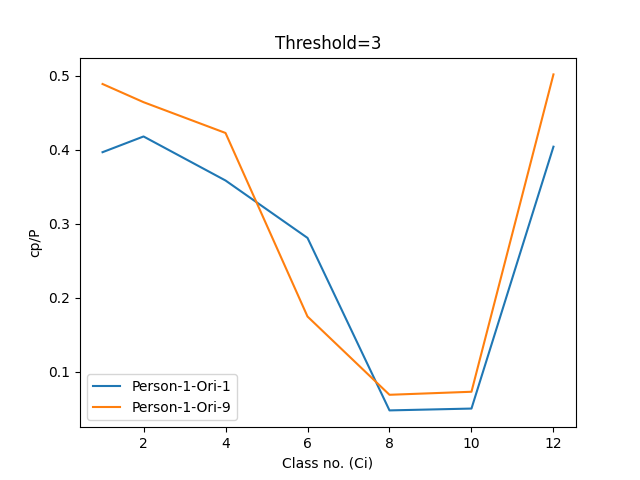 Threshold=3
cp/P
0.5
0.4
0.3
0.2
0.1
Person-1-Ori-1
Person-1-Ori-9
2 4 6 8 10 12
Class no. (Ci)